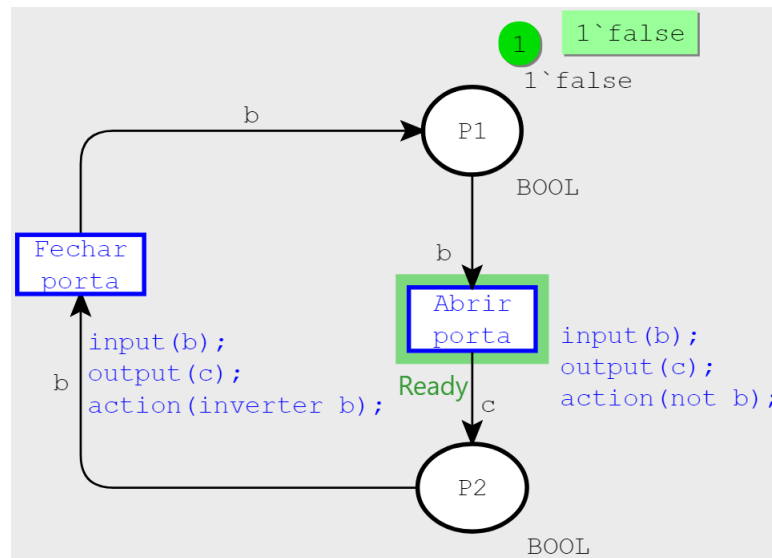 1
1`false
1`false
b
P1
BOOL
Fechar
porta
b
Abrir
porta
input(b);
output(c);
action(inverter b);
b
input(b);
output(c);
action(not b);
Ready
c
P2
BOOL